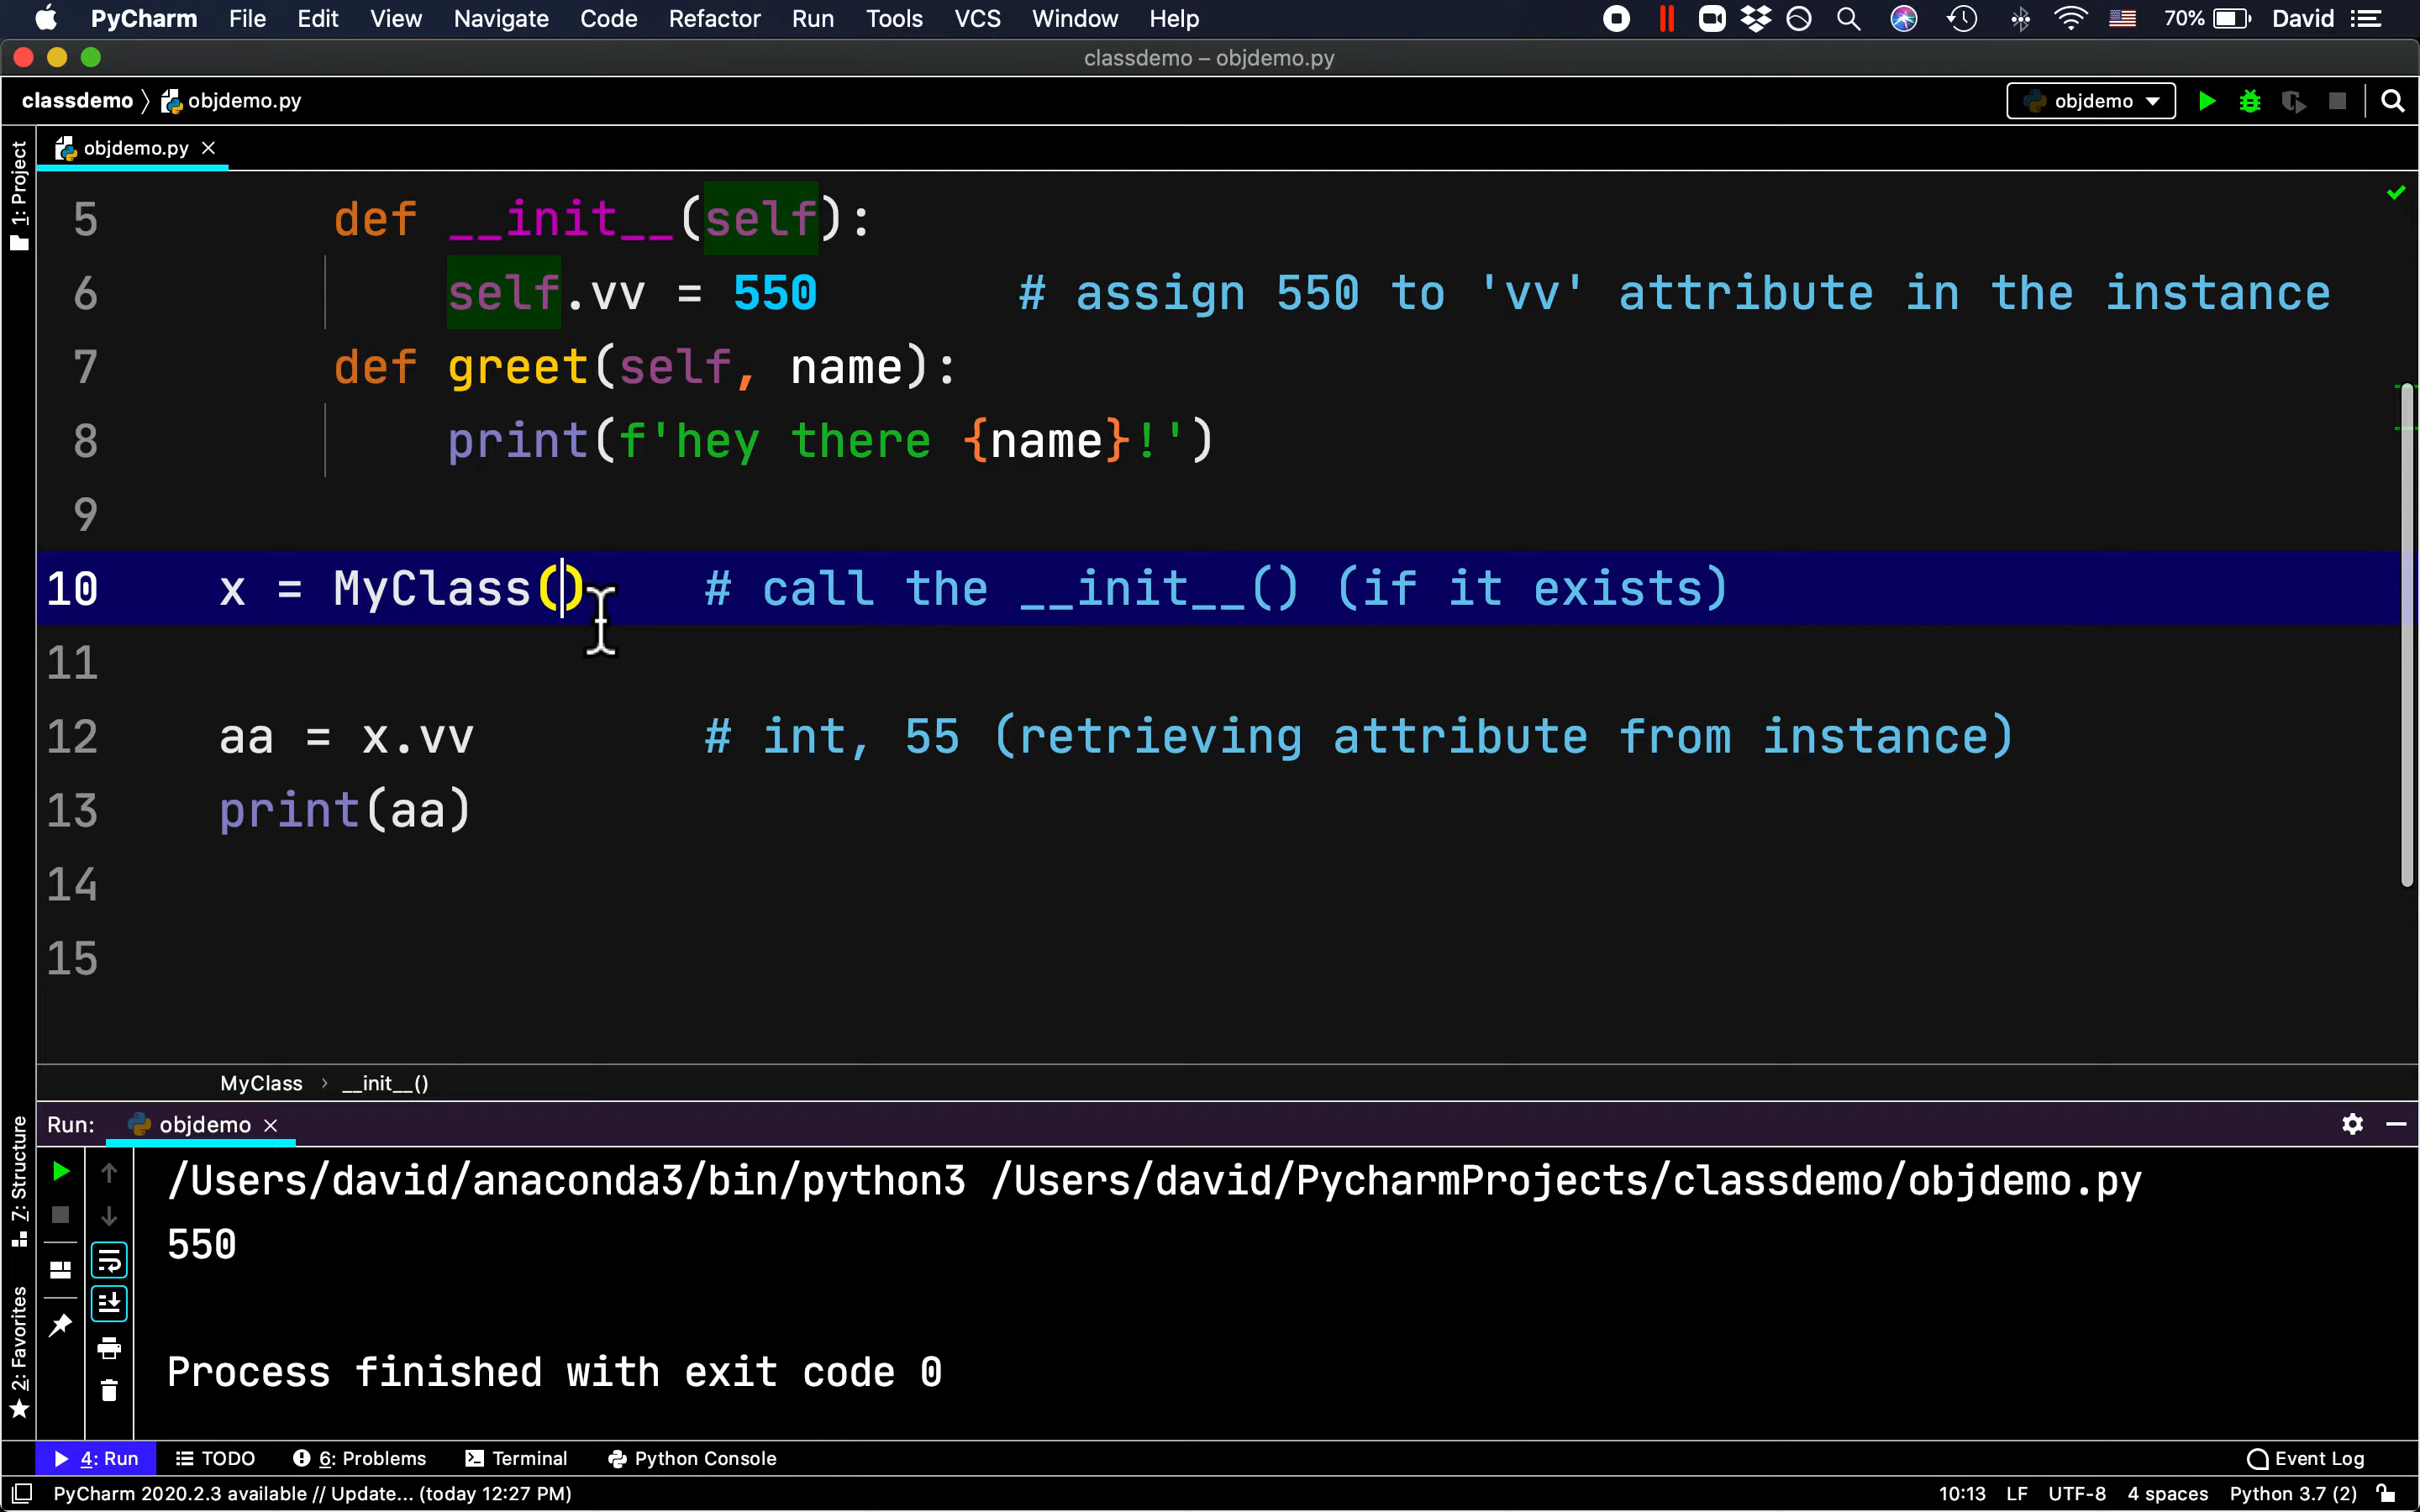 PyCharm File Edit View Navigate Code Refactor Run Tools VCS Window Help 70% David
classdemo – objdemo.py
classdemo 〉 objdemo.py objdemo
1: Project
objdemo.py ×
5 def __init__(self):
6 self.vv = 550 # assign 550 to 'vv' attribute in the instance
7 def greet(self, name):
8 print(f'hey there {name}!')
9
10 x = MyClass() # call the __init__() (if it exists)
11
12 aa = x.vv # int, 55 (retrieving attribute from instance)
13 print(aa)
14
15
MyClass › __init__()
Run: objdemo ×
7: Structure
2: Favorites
/Users/david/anaconda3/bin/python3 /Users/david/PycharmProjects/classdemo/objdemo.py
550
Process finished with exit code 0
4: Run TODO 6: Problems Terminal Python Console Event Log
PyCharm 2020.2.3 available // Update... (today 12:27 PM) 10:13 LF UTF-8 4 spaces Python 3.7 (2)